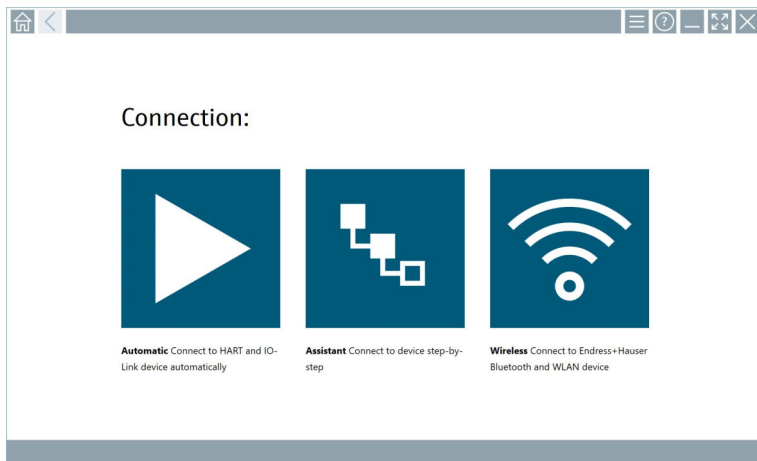 Connection:
Automatic Connect to HART and IO-
Link device automatically
Assistant Connect to device step-by-
step
Wireless Connect to Endress+Hauser
Bluetooth and WLAN device